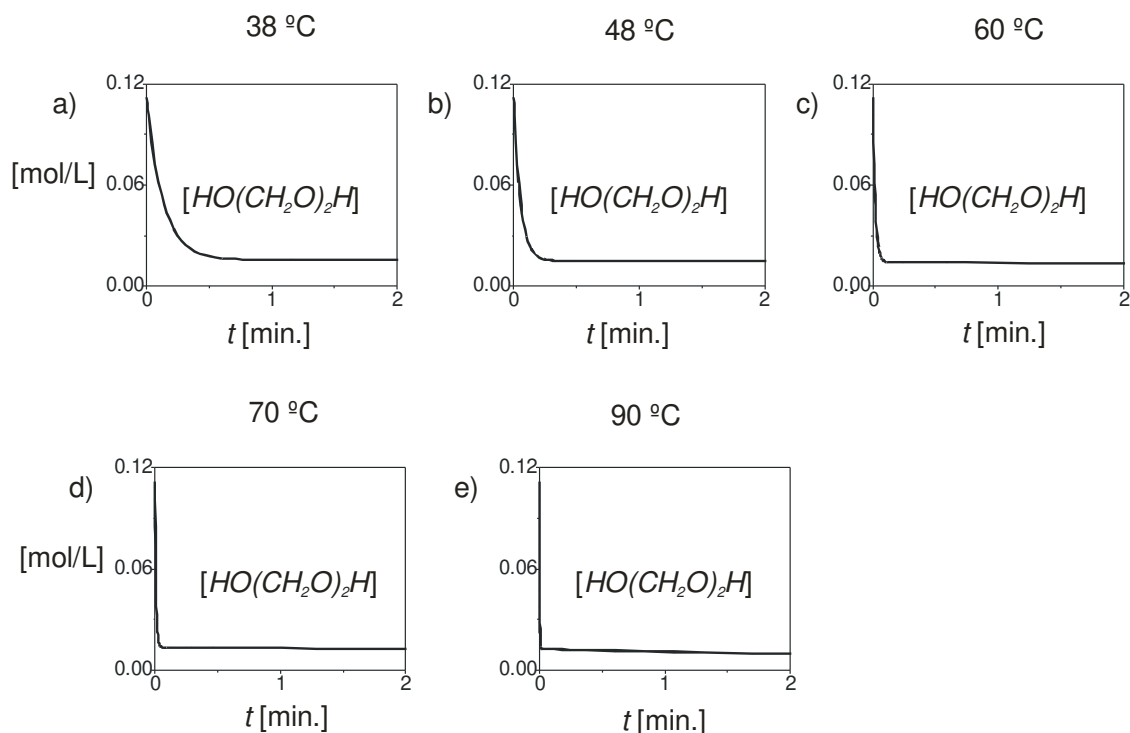 38 ºC
48 ºC
60 ºC
a)
[mol/L]
0.12
0.06
0.00
[HO(CH₂O)₂H]
0
1
2
t [min.]
b)
0.12
0.06
0.00
[HO(CH₂O)₂H]
0
1
2
t [min.]
c)
0.12
0.06
0.00
[HO(CH₂O)₂H]
0
1
2
t [min.]
70 ºC
90 ºC
d)
[mol/L]
0.12
0.06
0.00
[HO(CH₂O)₂H]
0
1
2
t [min.]
e)
0.12
0.06
0.00
[HO(CH₂O)₂H]
0
1
2
t [min.]